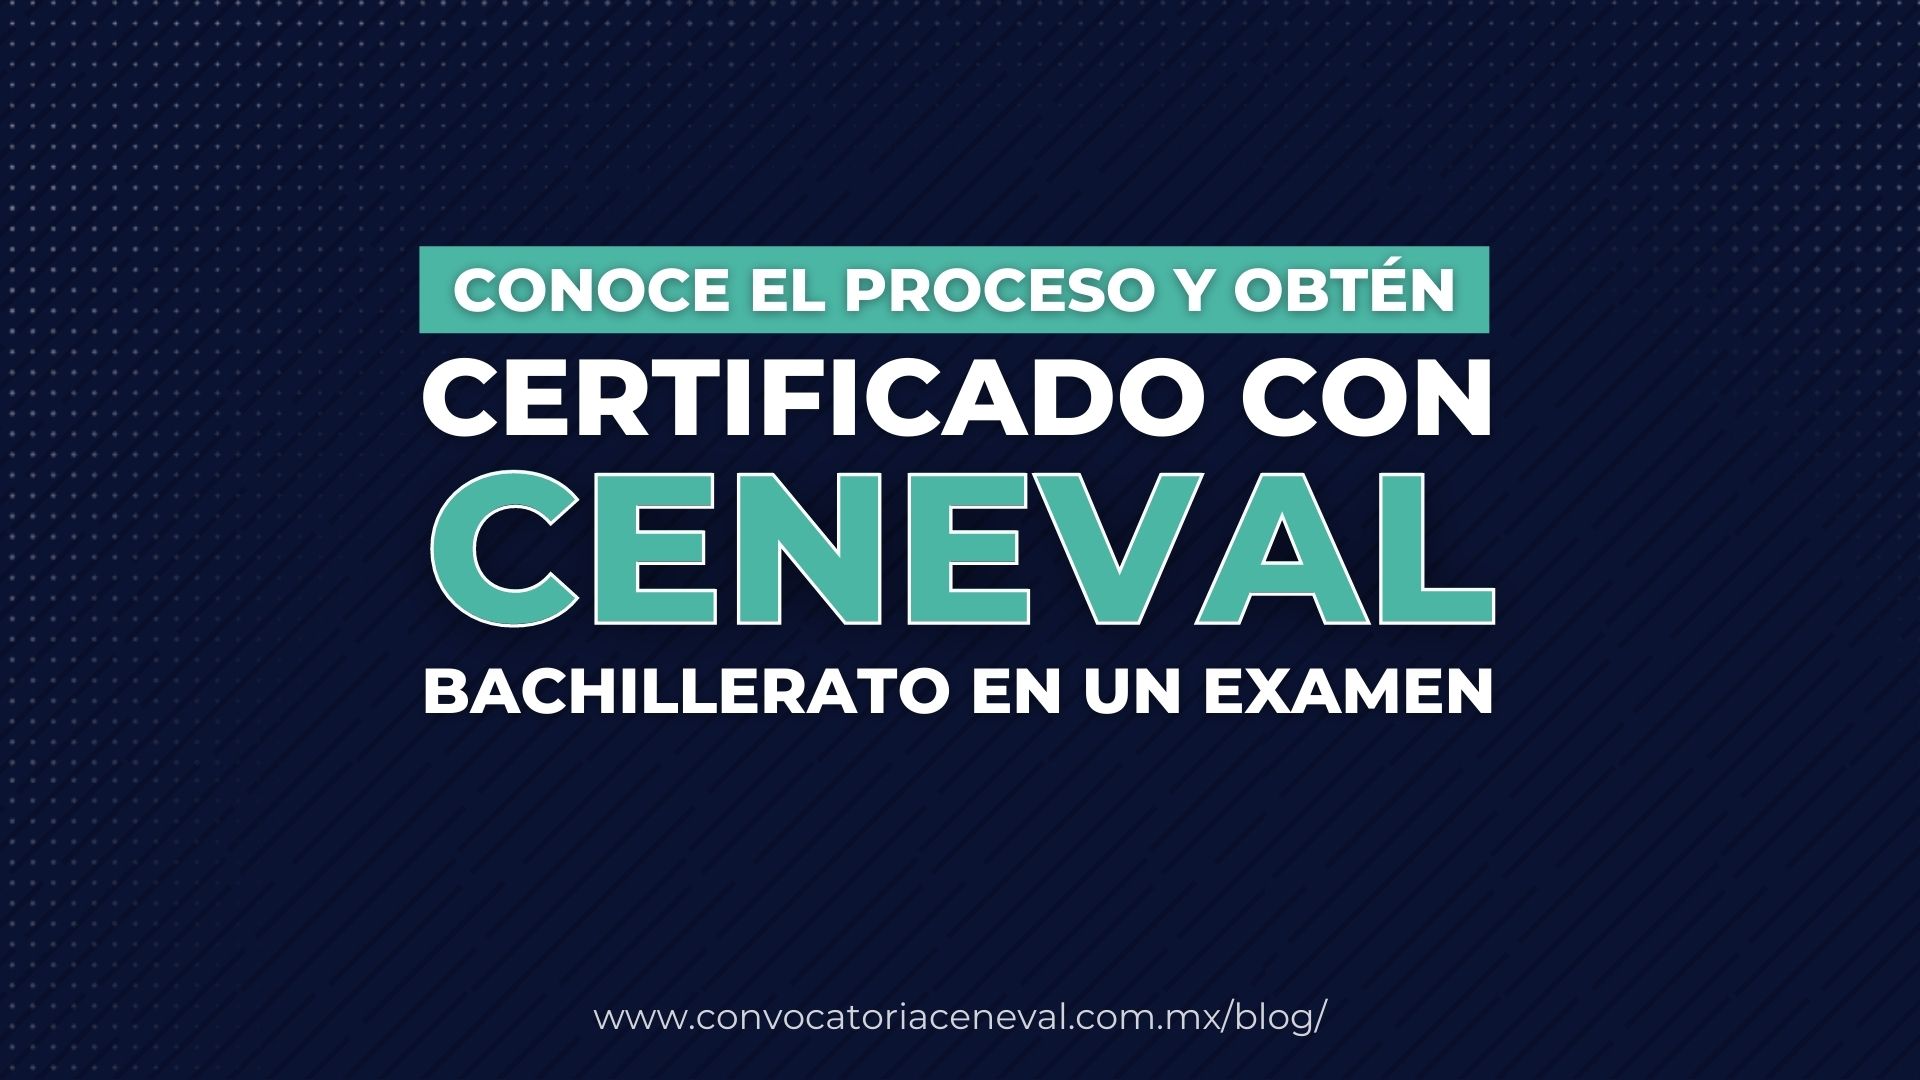 CONOCE EL PROCESO Y OBTÉN
CERTIFICADO CON
CENEVAL
BACHILLERATO EN UN EXAMEN
www.convocatoriaceneval.com.mx/blog/